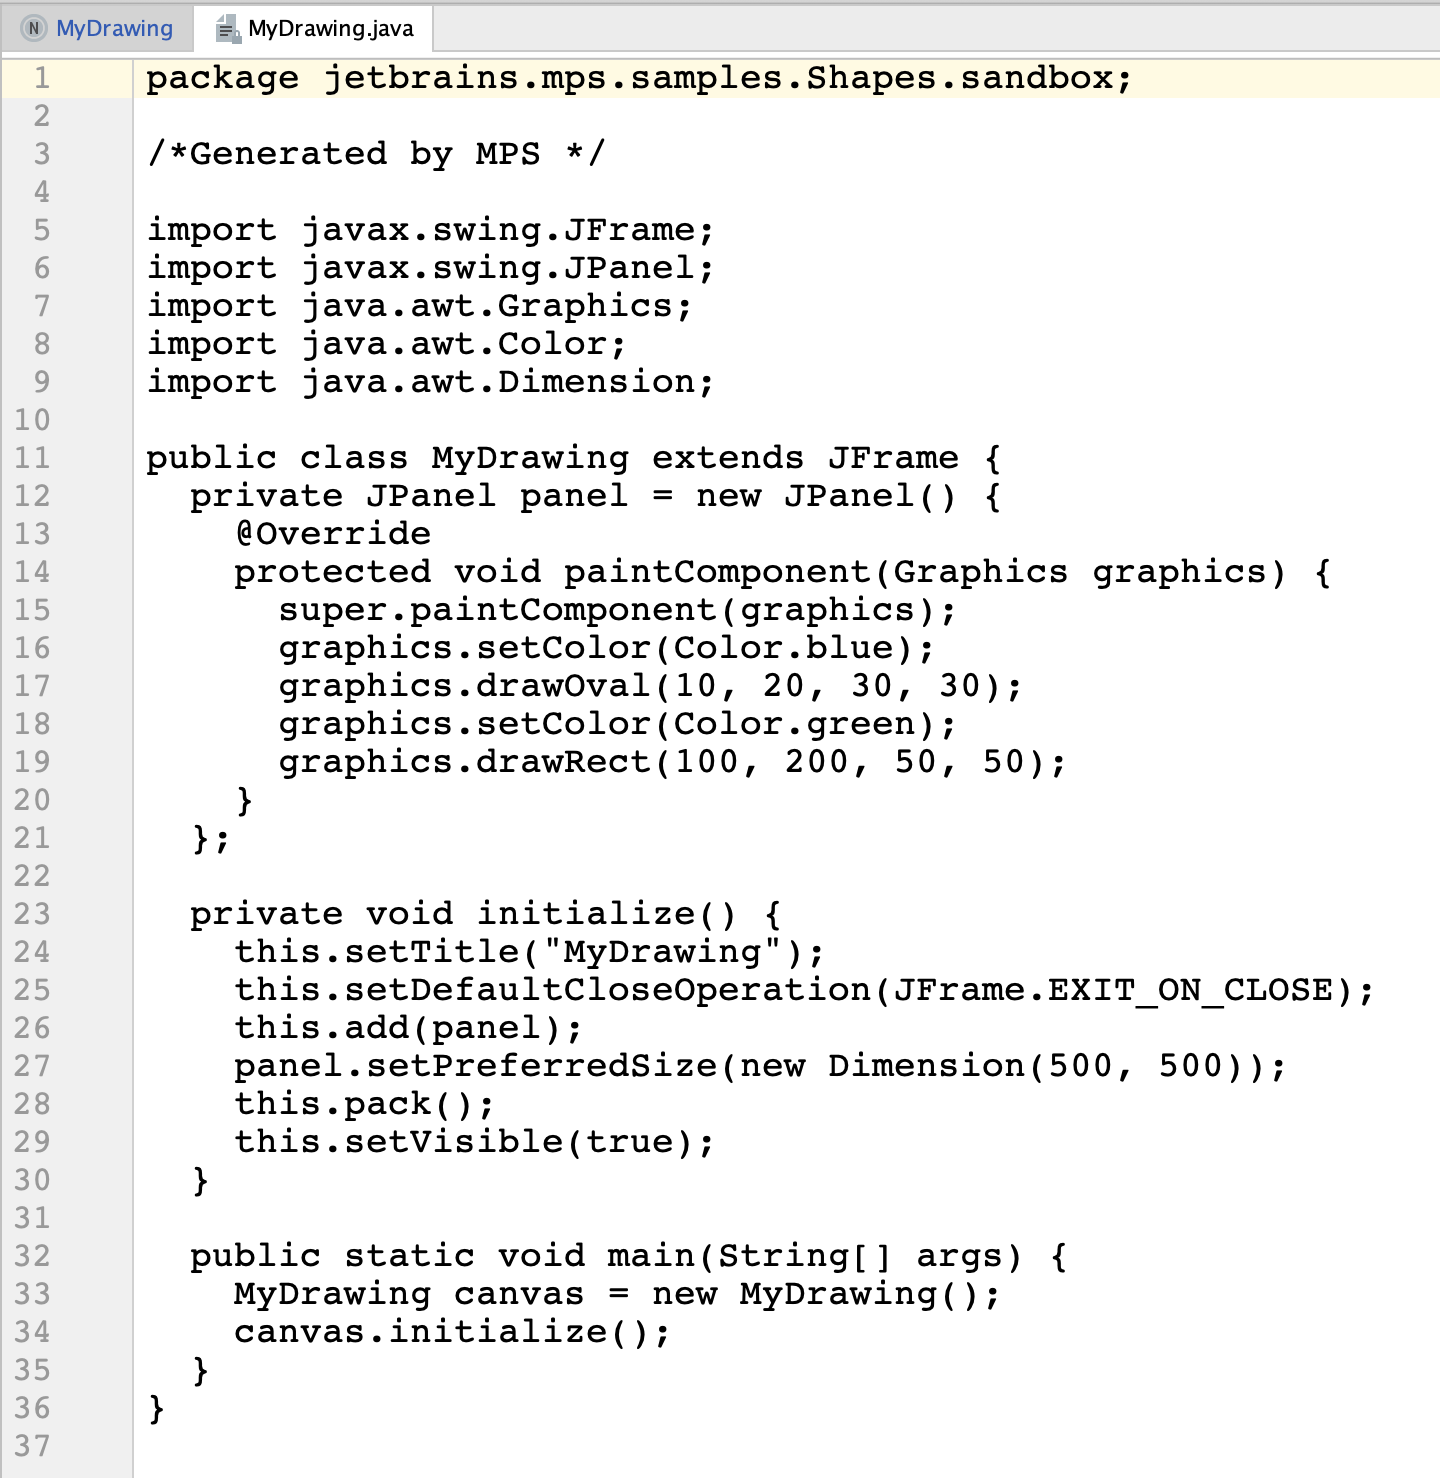 N MyDrawing MyDrawing.java
1 package jetbrains.mps.samples.Shapes.sandbox;
2
3 /*Generated by MPS */
4
5 import javax.swing.JFrame;
6 import javax.swing.JPanel;
7 import java.awt.Graphics;
8 import java.awt.Color;
9 import java.awt.Dimension;
10
11 public class MyDrawing extends JFrame {
12   private JPanel panel = new JPanel() {
13     @Override
14     protected void paintComponent(Graphics graphics) {
15       super.paintComponent(graphics);
16       graphics.setColor(Color.blue);
17       graphics.drawOval(10, 20, 30, 30);
18       graphics.setColor(Color.green);
19       graphics.drawRect(100, 200, 50, 50);
20     }
21   };
22
23   private void initialize() {
24     this.setTitle("MyDrawing");
25     this.setDefaultCloseOperation(JFrame.EXIT_ON_CLOSE);
26     this.add(panel);
27     panel.setPreferredSize(new Dimension(500, 500));
28     this.pack();
29     this.setVisible(true);
30   }
31
32   public static void main(String[] args) {
33     MyDrawing canvas = new MyDrawing();
34     canvas.initialize();
35   }
36 }
37